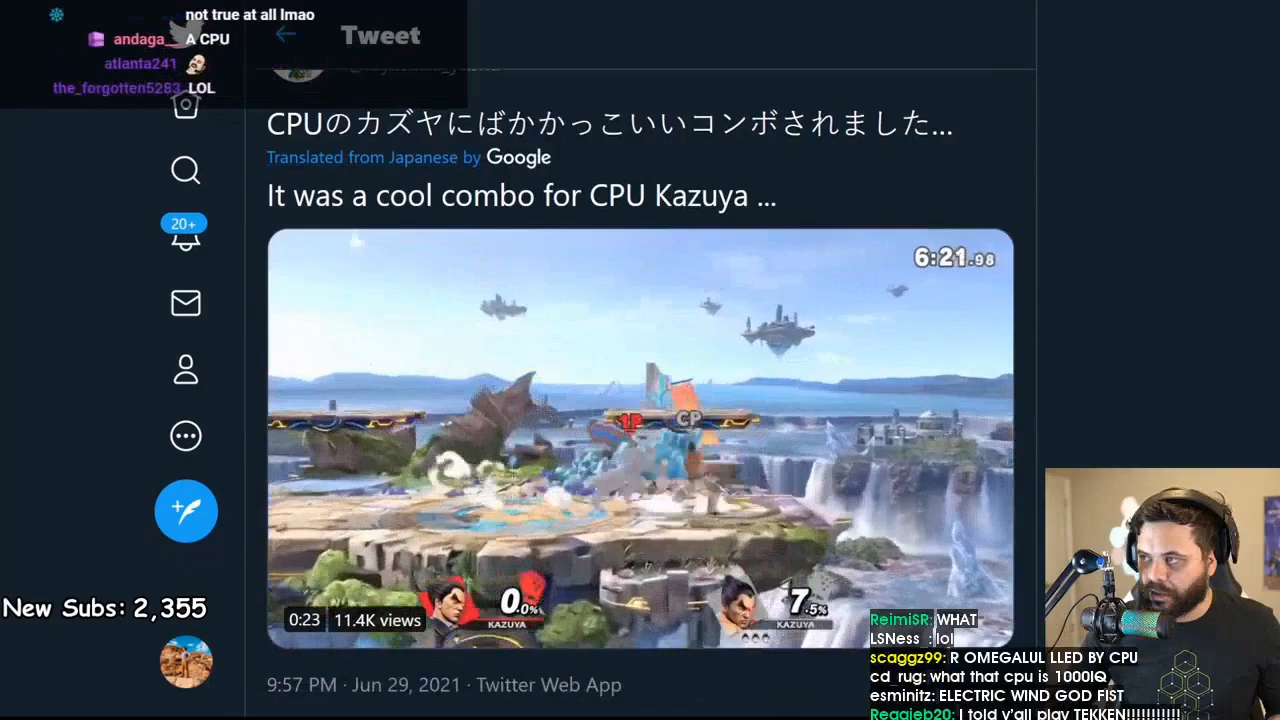 not true at all lmao
andaga__ A CPU
atlanta241
the_forgotten5283 LOL
Tweet
CPUのカズヤにばかかっこいいコンボされました...
Translated from Japanese by Google
It was a cool combo for CPU Kazuya ...
20+
6:21.98
1P
CP
0.0%
KAZUYA
7.5%
KAZUYA
0:23
11.4K views
9:57 PM · Jun 29, 2021 · Twitter Web App
New Subs: 2,355
ReimiSR: WHAT
LSNess : lol
scaggz99: R OMEGALUL LLED BY CPU
cd_rug: what that cpu is 1000IQ
esminitz: ELECTRIC WIND GOD FIST
Reggieb20: I told y'all play TEKKEN!!!!!!!!!!!